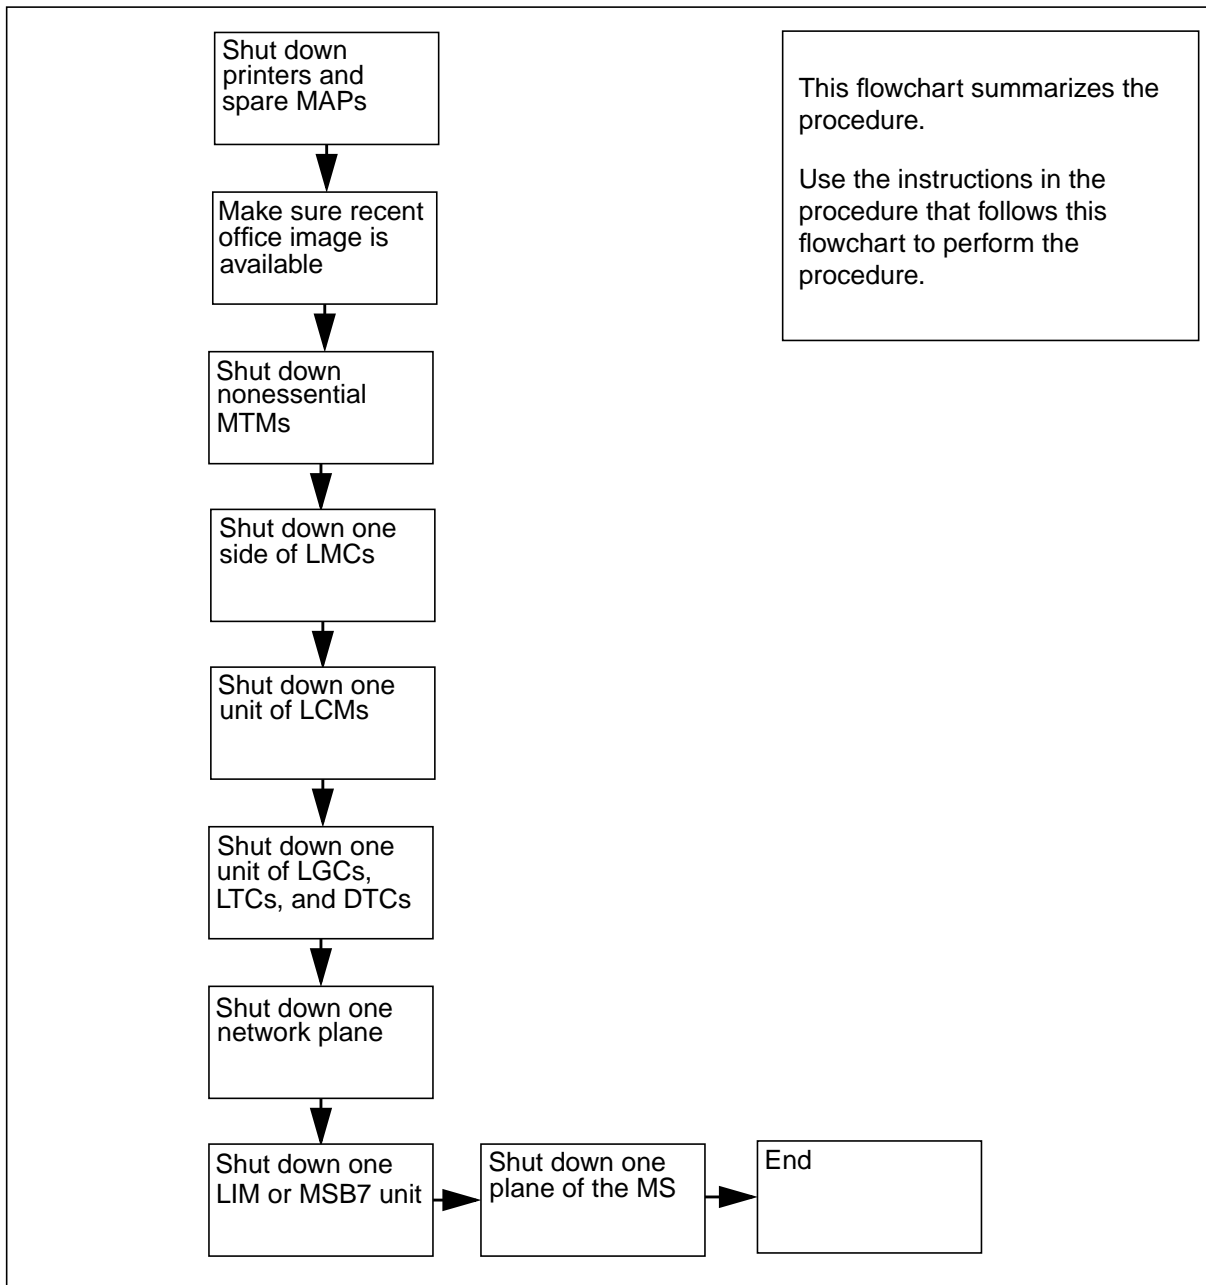 Shut down
printers and
spare MAPs
This flowchart summarizes the
procedure.
Use the instructions in the
procedure that follows this
flowchart to perform the
procedure.
Make sure recent
office image is
available
Shut down
nonessential
MTMs
Shut down one
side of LMCs
Shut down one
unit of LCMs
Shut down one
unit of LGCs,
LTCs, and DTCs
Shut down one
network plane
Shut down one
LIM or MSB7 unit
Shut down one
plane of the MS
End